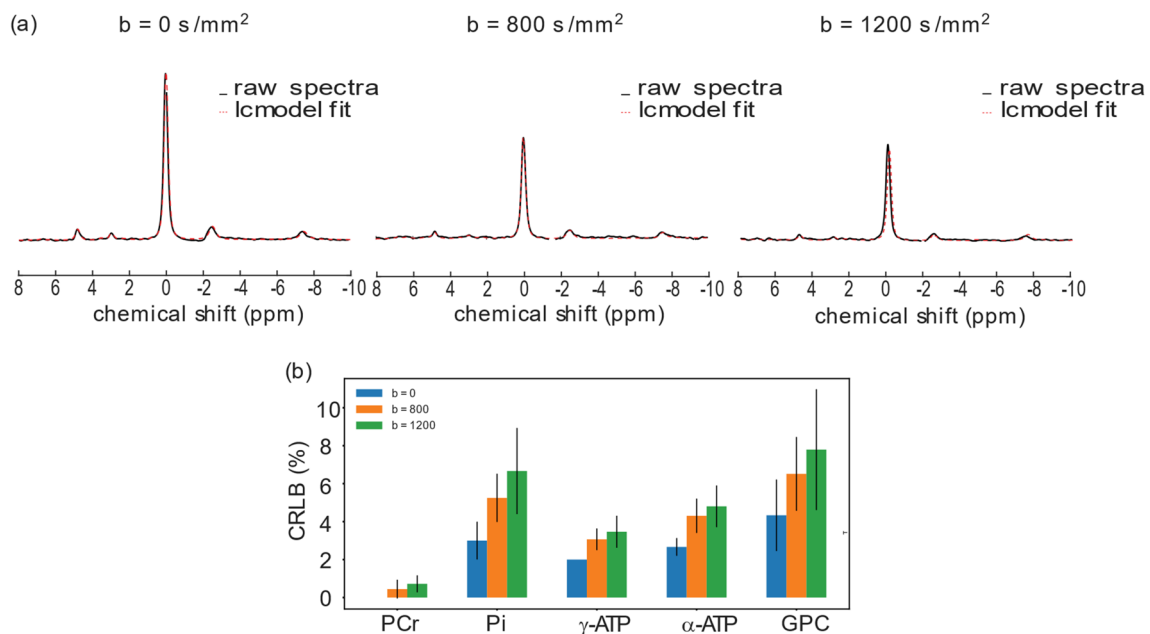 (a)
b = 0 s/mm²
b = 800 s/mm²
b = 1200 s/mm²
raw spectra
lcmodel fit
raw spectra
lcmodel fit
raw spectra
lcmodel fit
8 6 4 2 0 -2 -4 -6 -8 -10
8 6 4 2 0 -2 -4 -6 -8 -10
8 6 4 2 0 -2 -4 -6 -8 -10
chemical shift (ppm)
chemical shift (ppm)
chemical shift (ppm)
(b)
b = 0
b = 800
b = 1200
CRLB (%)
10
8
6
4
2
0
PCr Pi γ-ATP α-ATP GPC